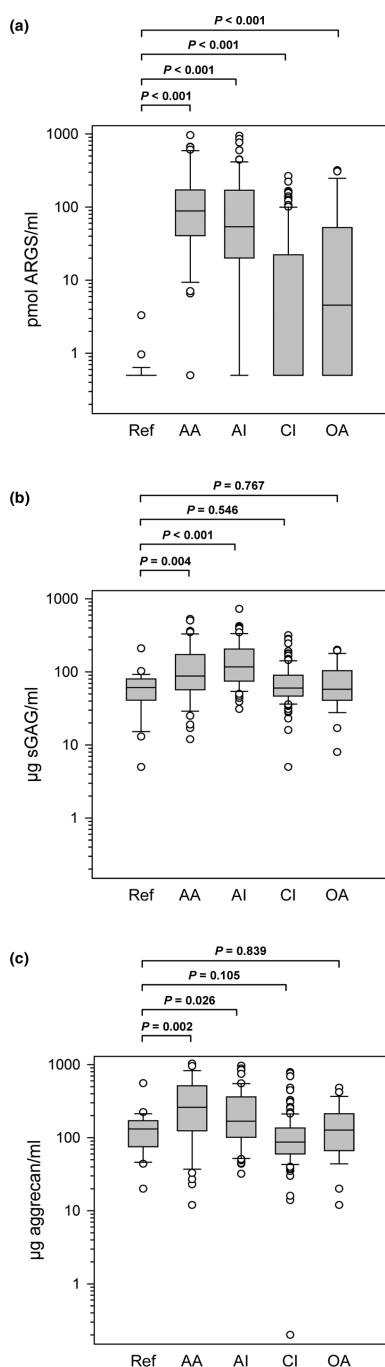 (a)
P < 0.001
P < 0.001
P < 0.001
P < 0.001
1000
100
10
1
pmol ARGS/ml
Ref AA AI CI OA
(b)
P = 0.767
P = 0.546
P < 0.001
P = 0.004
1000
100
10
1
µg sGAG/ml
Ref AA AI CI OA
(c)
P = 0.839
P = 0.105
P = 0.026
P = 0.002
1000
100
10
1
µg aggrecan/ml
Ref AA AI CI OA